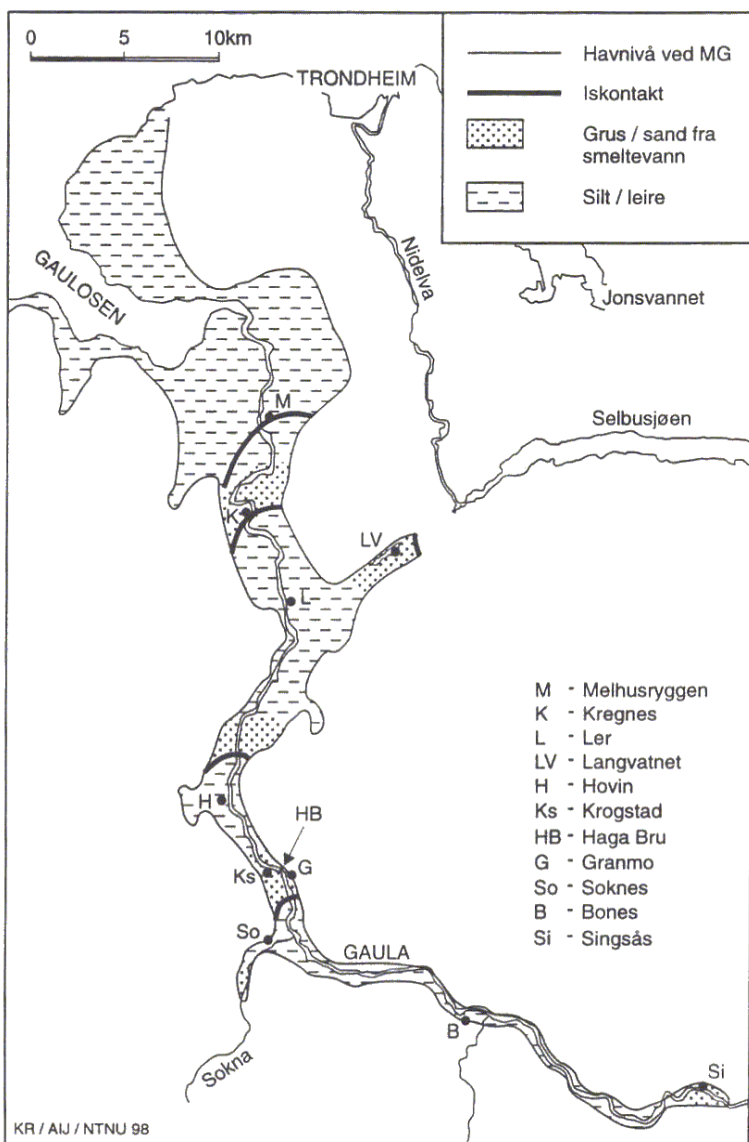 0 5 10km
TRONDHEIM
Havnivå ved MG
Iskontakt
Grus / sand fra
smeltevann
Silt / leire
Nidelva
GAULOSEN
Jonsvannet
M
Selbusjøen
K
LV
L
M - Melhusryggen
K - Kregnes
L - Ler
LV - Langvatnet
H - Hovin
Ks - Krogstad
HB - Haga Bru
G - Granmo
So - Soknes
B - Bones
Si - Singsås
H
HB
Ks
G
So
GAULA
B
Sokna
Si
KR / AIJ / NTNU 98